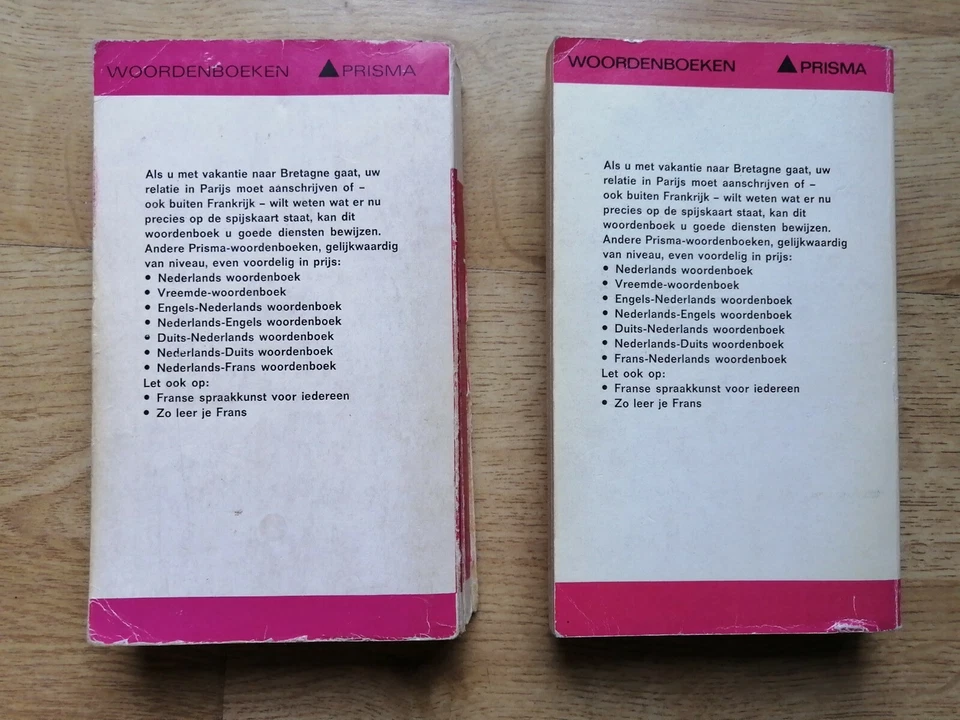 WOORDENBOEKEN ▲PRISMA
Als u met vakantie naar Bretagne gaat, uw
relatie in Parijs moet aanschrijven of –
ook buiten Frankrijk – wilt weten wat er nu
precies op de spijskaart staat, kan dit
woordenboek u goede diensten bewijzen.
Andere Prisma-woordenboeken, gelijkwaardig
van niveau, even voordelig in prijs:
• Nederlands woordenboek
• Vreemde-woordenboek
• Engels-Nederlands woordenboek
• Nederlands-Engels woordenboek
• Duits-Nederlands woordenboek
• Nederlands-Duits woordenboek
• Nederlands-Frans woordenboek
Let ook op:
• Franse spraakkunst voor iedereen
• Zo leer je Frans
WOORDENBOEKEN ▲PRISMA
Als u met vakantie naar Bretagne gaat, uw
relatie in Parijs moet aanschrijven of –
ook buiten Frankrijk – wilt weten wat er nu
precies op de spijskaart staat, kan dit
woordenboek u goede diensten bewijzen.
Andere Prisma-woordenboeken, gelijkwaardig
van niveau, even voordelig in prijs:
• Nederlands woordenboek
• Vreemde-woordenboek
• Engels-Nederlands woordenboek
• Nederlands-Engels woordenboek
• Duits-Nederlands woordenboek
• Nederlands-Duits woordenboek
• Frans-Nederlands woordenboek
Let ook op:
• Franse spraakkunst voor iedereen
• Zo leer je Frans